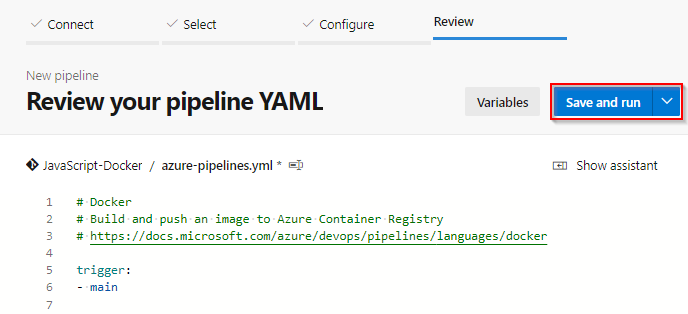 Connect
Select
Configure
Review
New pipeline
Review your pipeline YAML
Variables
Save and run
JavaScript-Docker / azure-pipelines.yml *
Show assistant
1 # Docker
2 # Build and push an image to Azure Container Registry
3 # https://docs.microsoft.com/azure/devops/pipelines/languages/docker
4
5 trigger:
6 - main
7